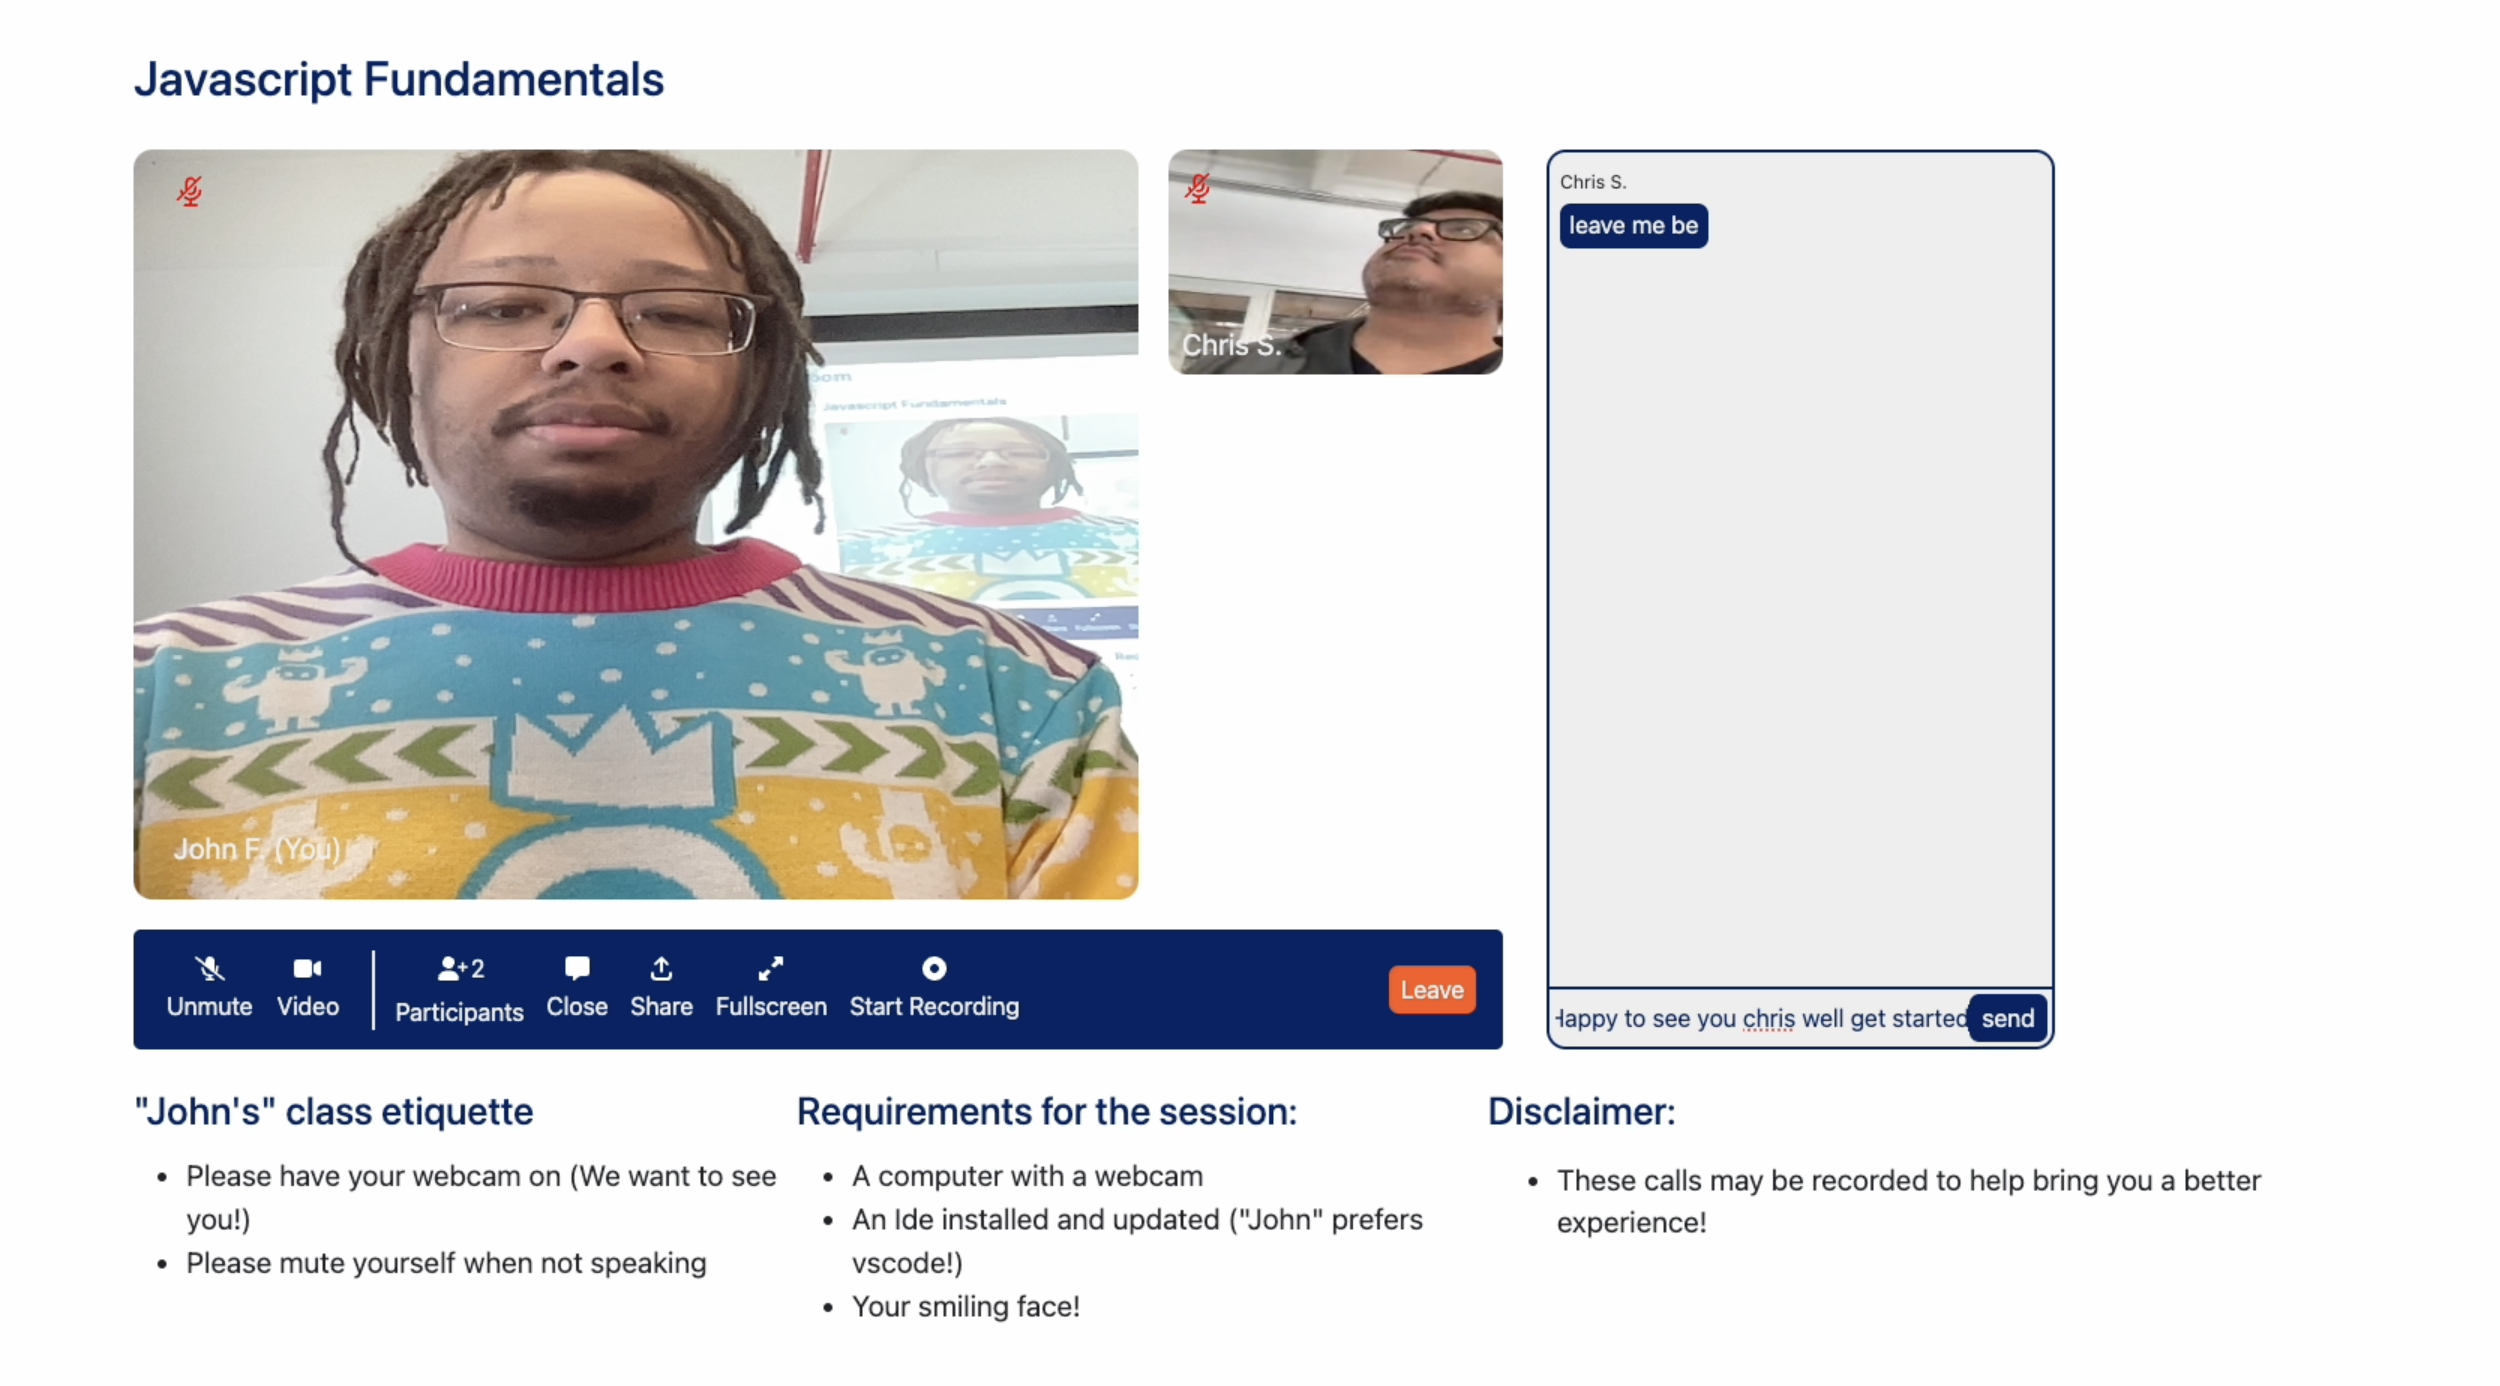 Javascript Fundamentals
Javascript Fundamentals
John F. (You)
Chris S.
Chris S.
leave me be
Happy to see you chris well get started
send
Unmute
Video
+2
Participants
Close
Share
Fullscreen
Start Recording
Leave
"John's" class etiquette
Please have your webcam on (We want to see
you!)
Please mute yourself when not speaking
Requirements for the session:
A computer with a webcam
An Ide installed and updated ("John" prefers
vscode!)
Your smiling face!
Disclaimer:
These calls may be recorded to help bring you a better
experience!